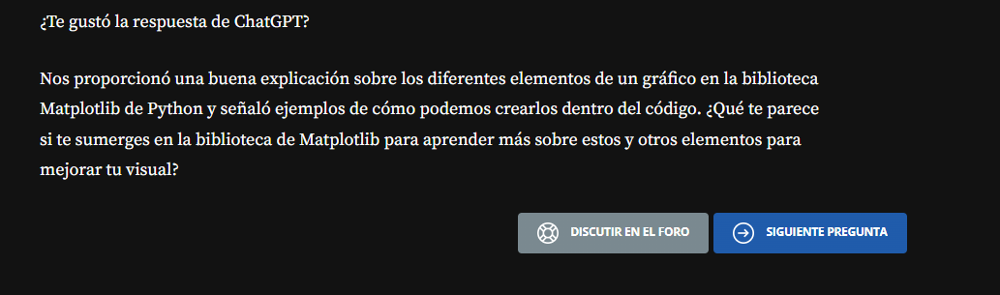 ¿Te gustó la respuesta de ChatGPT?
Nos proporcionó una buena explicación sobre los diferentes elementos de un gráfico en la biblioteca
Matplotlib de Python y señaló ejemplos de cómo podemos crearlos dentro del código. ¿Qué te parece
si te sumerges en la biblioteca de Matplotlib para aprender más sobre estos y otros elementos para
mejorar tu visual?
DISCUTIR EN EL FORO
SIGUIENTE PREGUNTA